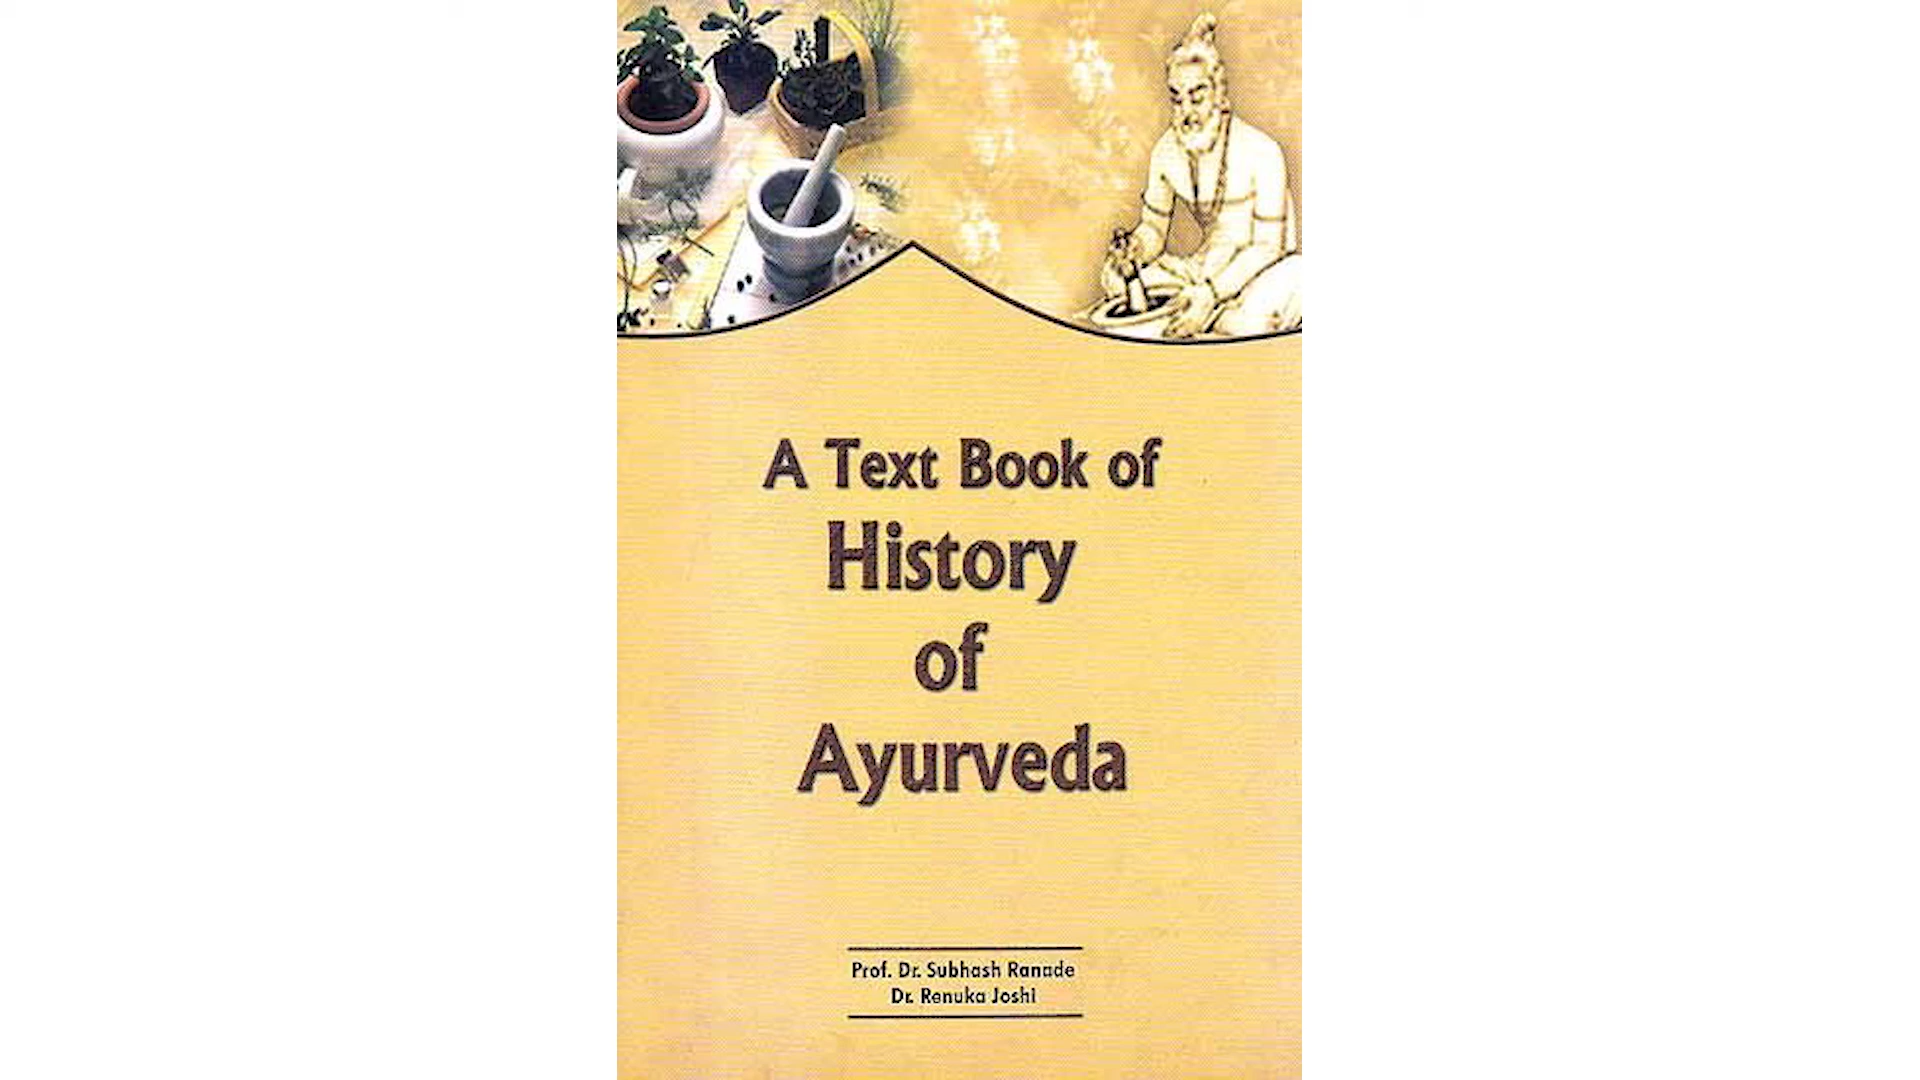 A Text Book of
History
of
Ayurveda
Prof. Dr. Subhash Ranade
Dr. Renuka Joshi